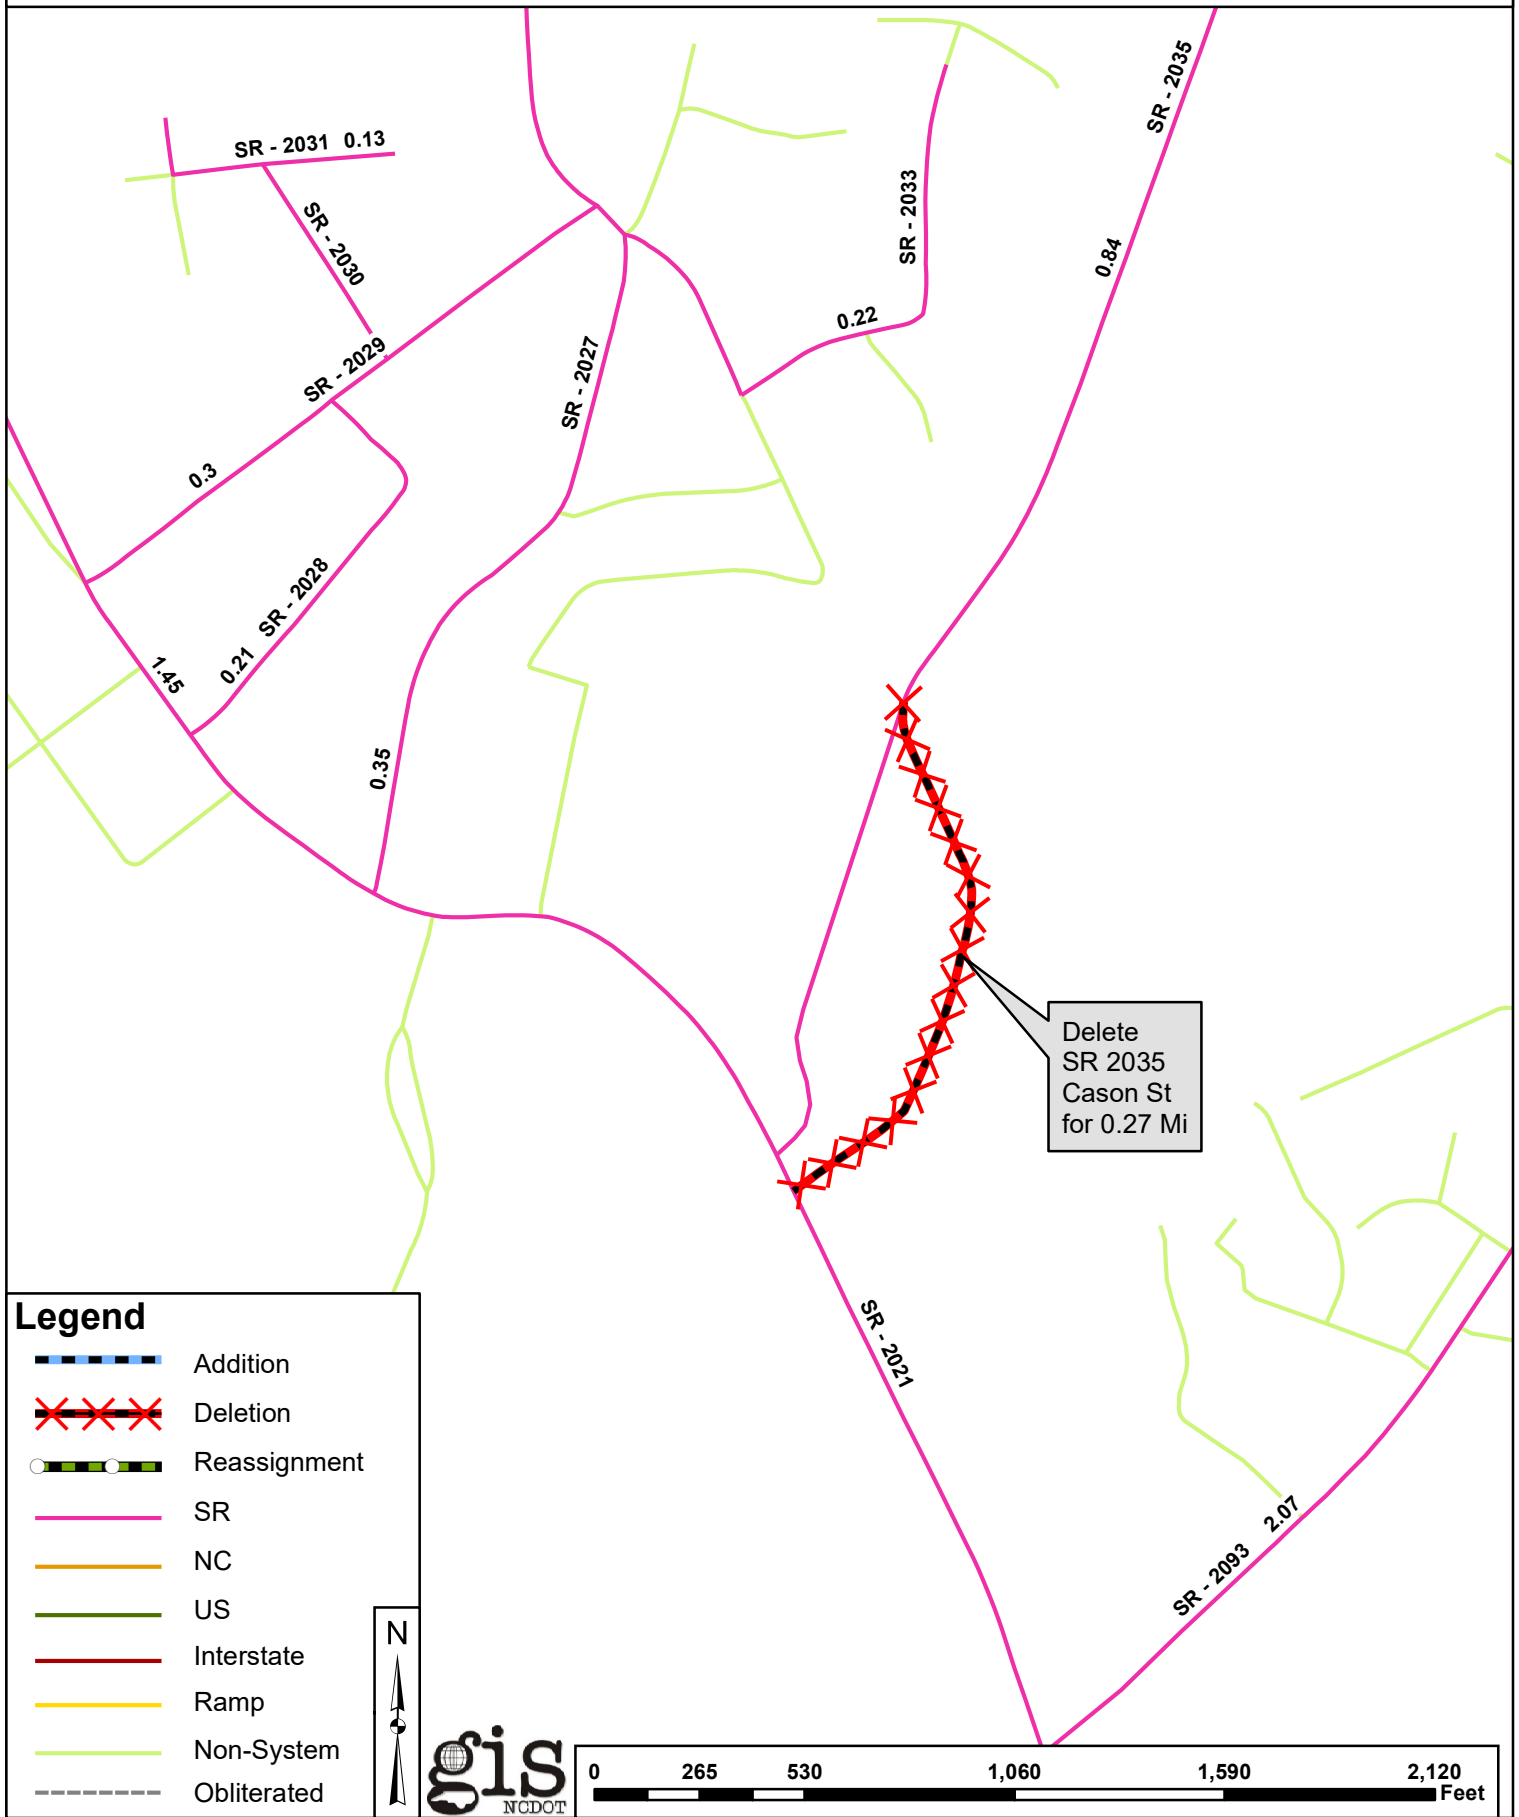 SR - 2035
SR - 2031 0.13
SR - 2033
SR - 2030
0.84
0.22
SR - 2029
SR - 2027
0.3
SR - 2028
0.21
1.45
0.35
Delete
SR 2035
Cason St
for 0.27 Mi
SR - 2021
2.07
SR - 2093
Legend
Addition
Deletion
Reassignment
SR
NC
US
Interstate
Ramp
Non-System
Obliterated
N
gis
NCDOT
0 265 530 1,060 1,590 2,120
Feet